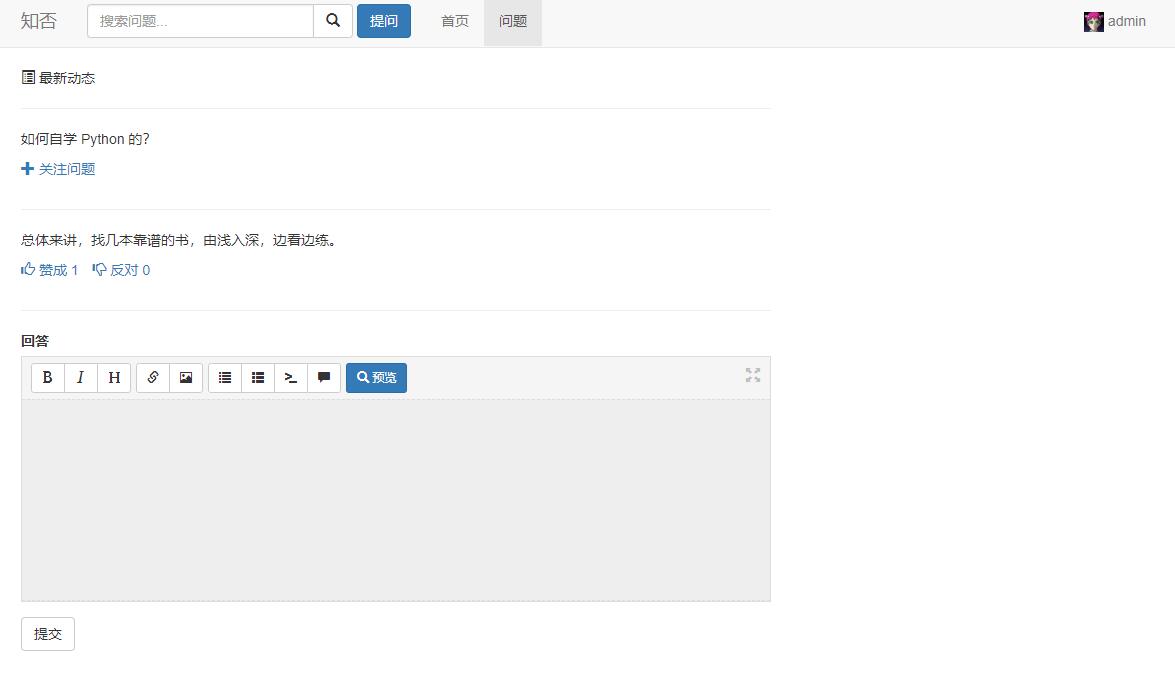 知否 搜索问题... 提问 首页 问题 admin
最新动态
如何自学 Python 的？
关注问题
总体来讲，找几本靠谱的书，由浅入深，边看边练。
赞成 1 反对 0
回答
B I H 预览
提交